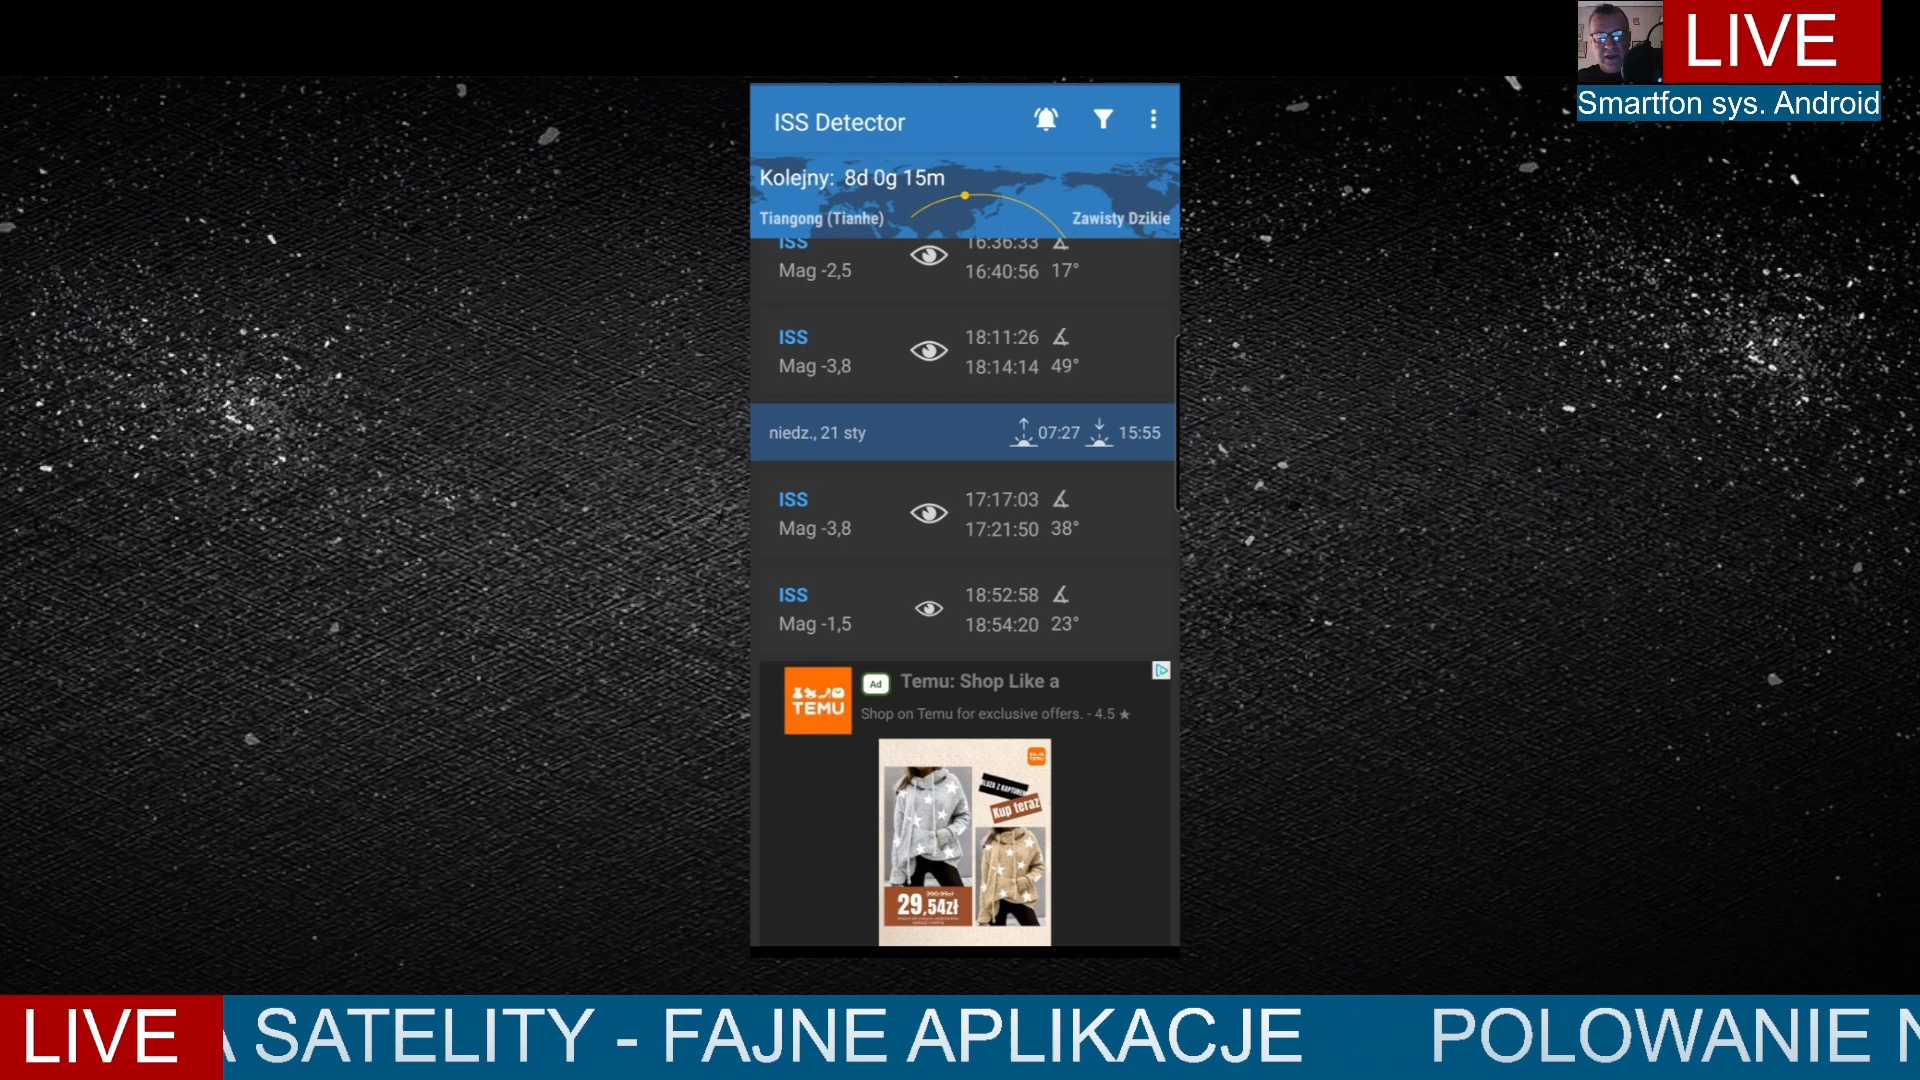 LIVE
Smartfon sys. Android
ISS Detector
Kolejny: 8d 0g 15m
Tiangong (Tianhe)
Zawisty Dzikie
ISS 16:36:33
Mag -2,5 16:40:56 17°
ISS 18:11:26
Mag -3,8 18:14:14 49°
niedz., 21 sty 07:27 15:55
ISS 17:17:03
Mag -3,8 17:21:50 38°
ISS 18:52:58
Mag -1,5 18:54:20 23°
TEMU
Ad Temu: Shop Like a
Shop on Temu for exclusive offers. - 4.5 ★
Kup teraz
29,54zł
LIVE
A SATELITY - FAJNE APLIKACJE POLOWANIE N